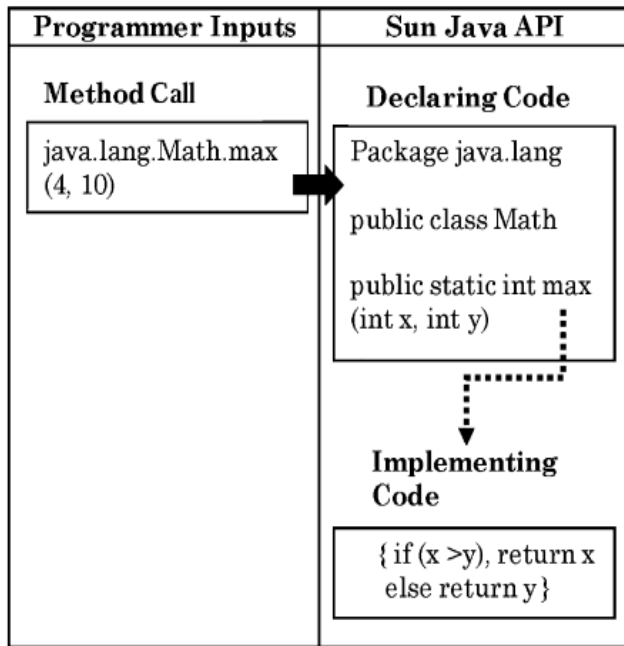 Programmer Inputs
Sun Java API
Method Call
java.lang.Math.max
(4, 10)
Declaring Code
Package java.lang
public class Math
public static int max
(int x, int y)
Implementing
Code
{ if (x >y), return x
else return y}